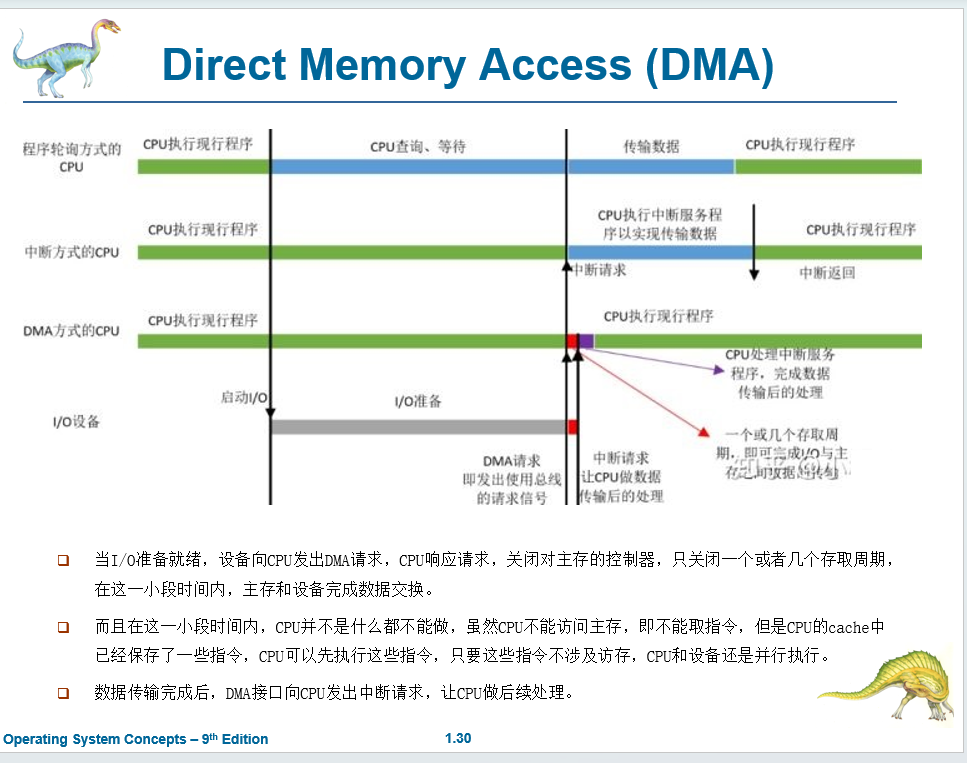 Direct Memory Access (DMA)
程序轮询方式的
CPU
CPU执行现行程序
CPU查询、等待
传输数据
CPU执行现行程序
中断方式的CPU
CPU执行现行程序
CPU执行中断服务程
序以实现传输数据
CPU执行现行程序
中断请求
中断返回
DMA方式的CPU
CPU执行现行程序
CPU执行现行程序
CPU处理中断服务
程序，完成数据
传输后的处理
启动I/O
I/O设备
I/O准备
一个或几个存取周
期，即可完成I/O与主
存之间数据的传输
DMA请求
即发出使用总线
的请求信号
中断请求
让CPU做数据
传输后的处理
当I/O准备就绪，设备向CPU发出DMA请求，CPU响应请求，关闭对主存的控制器，只关闭一个或者几个存取周期，
在这一小段时间内，主存和设备完成数据交换。
而且在这一小段时间内，CPU并不是什么都不能做，虽然CPU不能访问主存，即不能取指令，但是CPU的cache中
已经保存了一些指令，CPU可以先执行这些指令，只要这些指令不涉及访存，CPU和设备还是并行执行。
数据传输完成后，DMA接口向CPU发出中断请求，让CPU做后续处理。
Operating System Concepts – 9th Edition
1.30